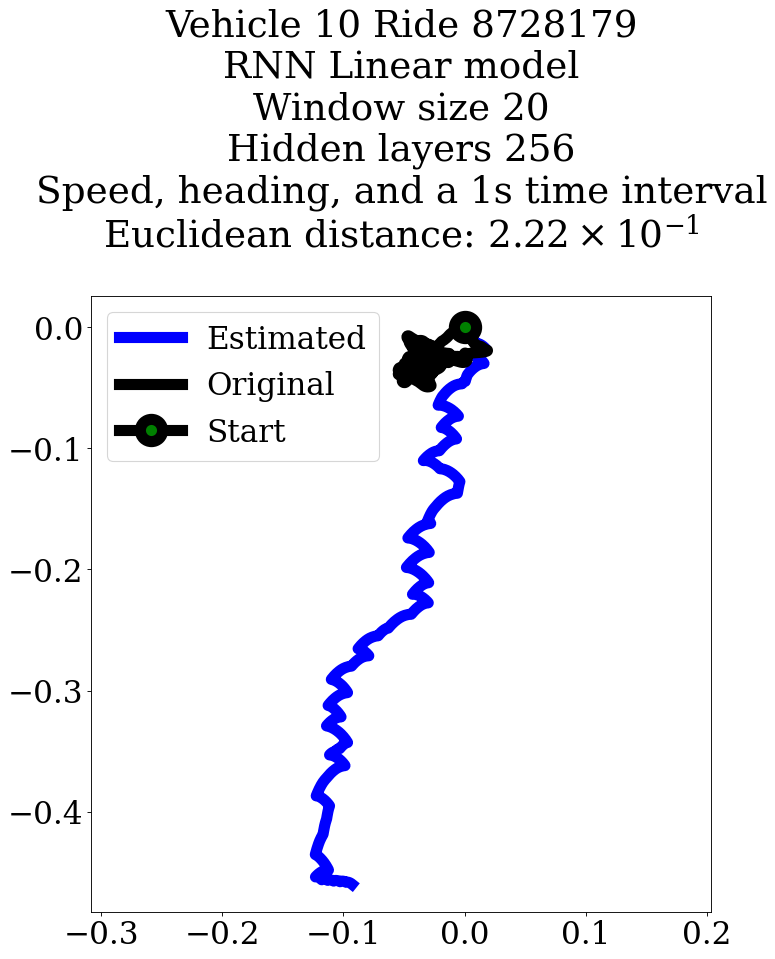 Vehicle 10 Ride 8728179
RNN Linear model
Window size 20
Hidden layers 256
Speed, heading, and a 1s time interval
Euclidean distance: 2.22 × 10⁻¹
Estimated
Original
Start
0.0
−0.1
−0.2
−0.3
−0.4
−0.3 −0.2 −0.1 0.0 0.1 0.2